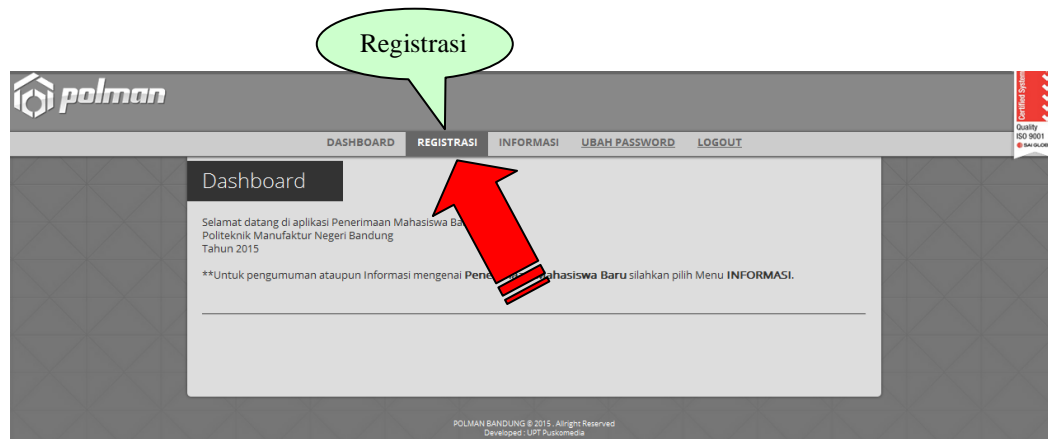 Registrasi
polman
Certified System
Quality
ISO 9001
DASHBOARD REGISTRASI INFORMASI UBAH PASSWORD LOGOUT
Dashboard
Selamat datang di aplikasi Penerimaan Mahasiswa
Politeknik Manufaktur Negeri Bandung
Tahun 2015
**Untuk pengumuman ataupun Informasi mengenai Baru silahkan pilih Menu INFORMASI.
POLMAN BANDUNG © 2015 . Allright Reserved
Developed : UPT Puskomedia